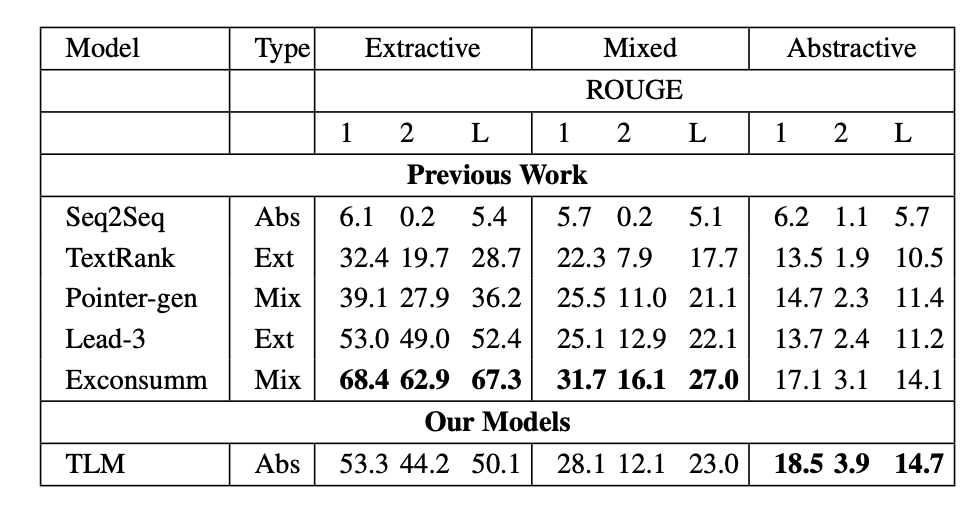 Model Type Extractive Mixed Abstractive
ROUGE
1 2 L 1 2 L 1 2 L
Previous Work
Seq2Seq Abs 6.1 0.2 5.4 5.7 0.2 5.1 6.2 1.1 5.7
TextRank Ext 32.4 19.7 28.7 22.3 7.9 17.7 13.5 1.9 10.5
Pointer-gen Mix 39.1 27.9 36.2 25.5 11.0 21.1 14.7 2.3 11.4
Lead-3 Ext 53.0 49.0 52.4 25.1 12.9 22.1 13.7 2.4 11.2
Exconsumm Mix 68.4 62.9 67.3 31.7 16.1 27.0 17.1 3.1 14.1
Our Models
TLM Abs 53.3 44.2 50.1 28.1 12.1 23.0 18.5 3.9 14.7